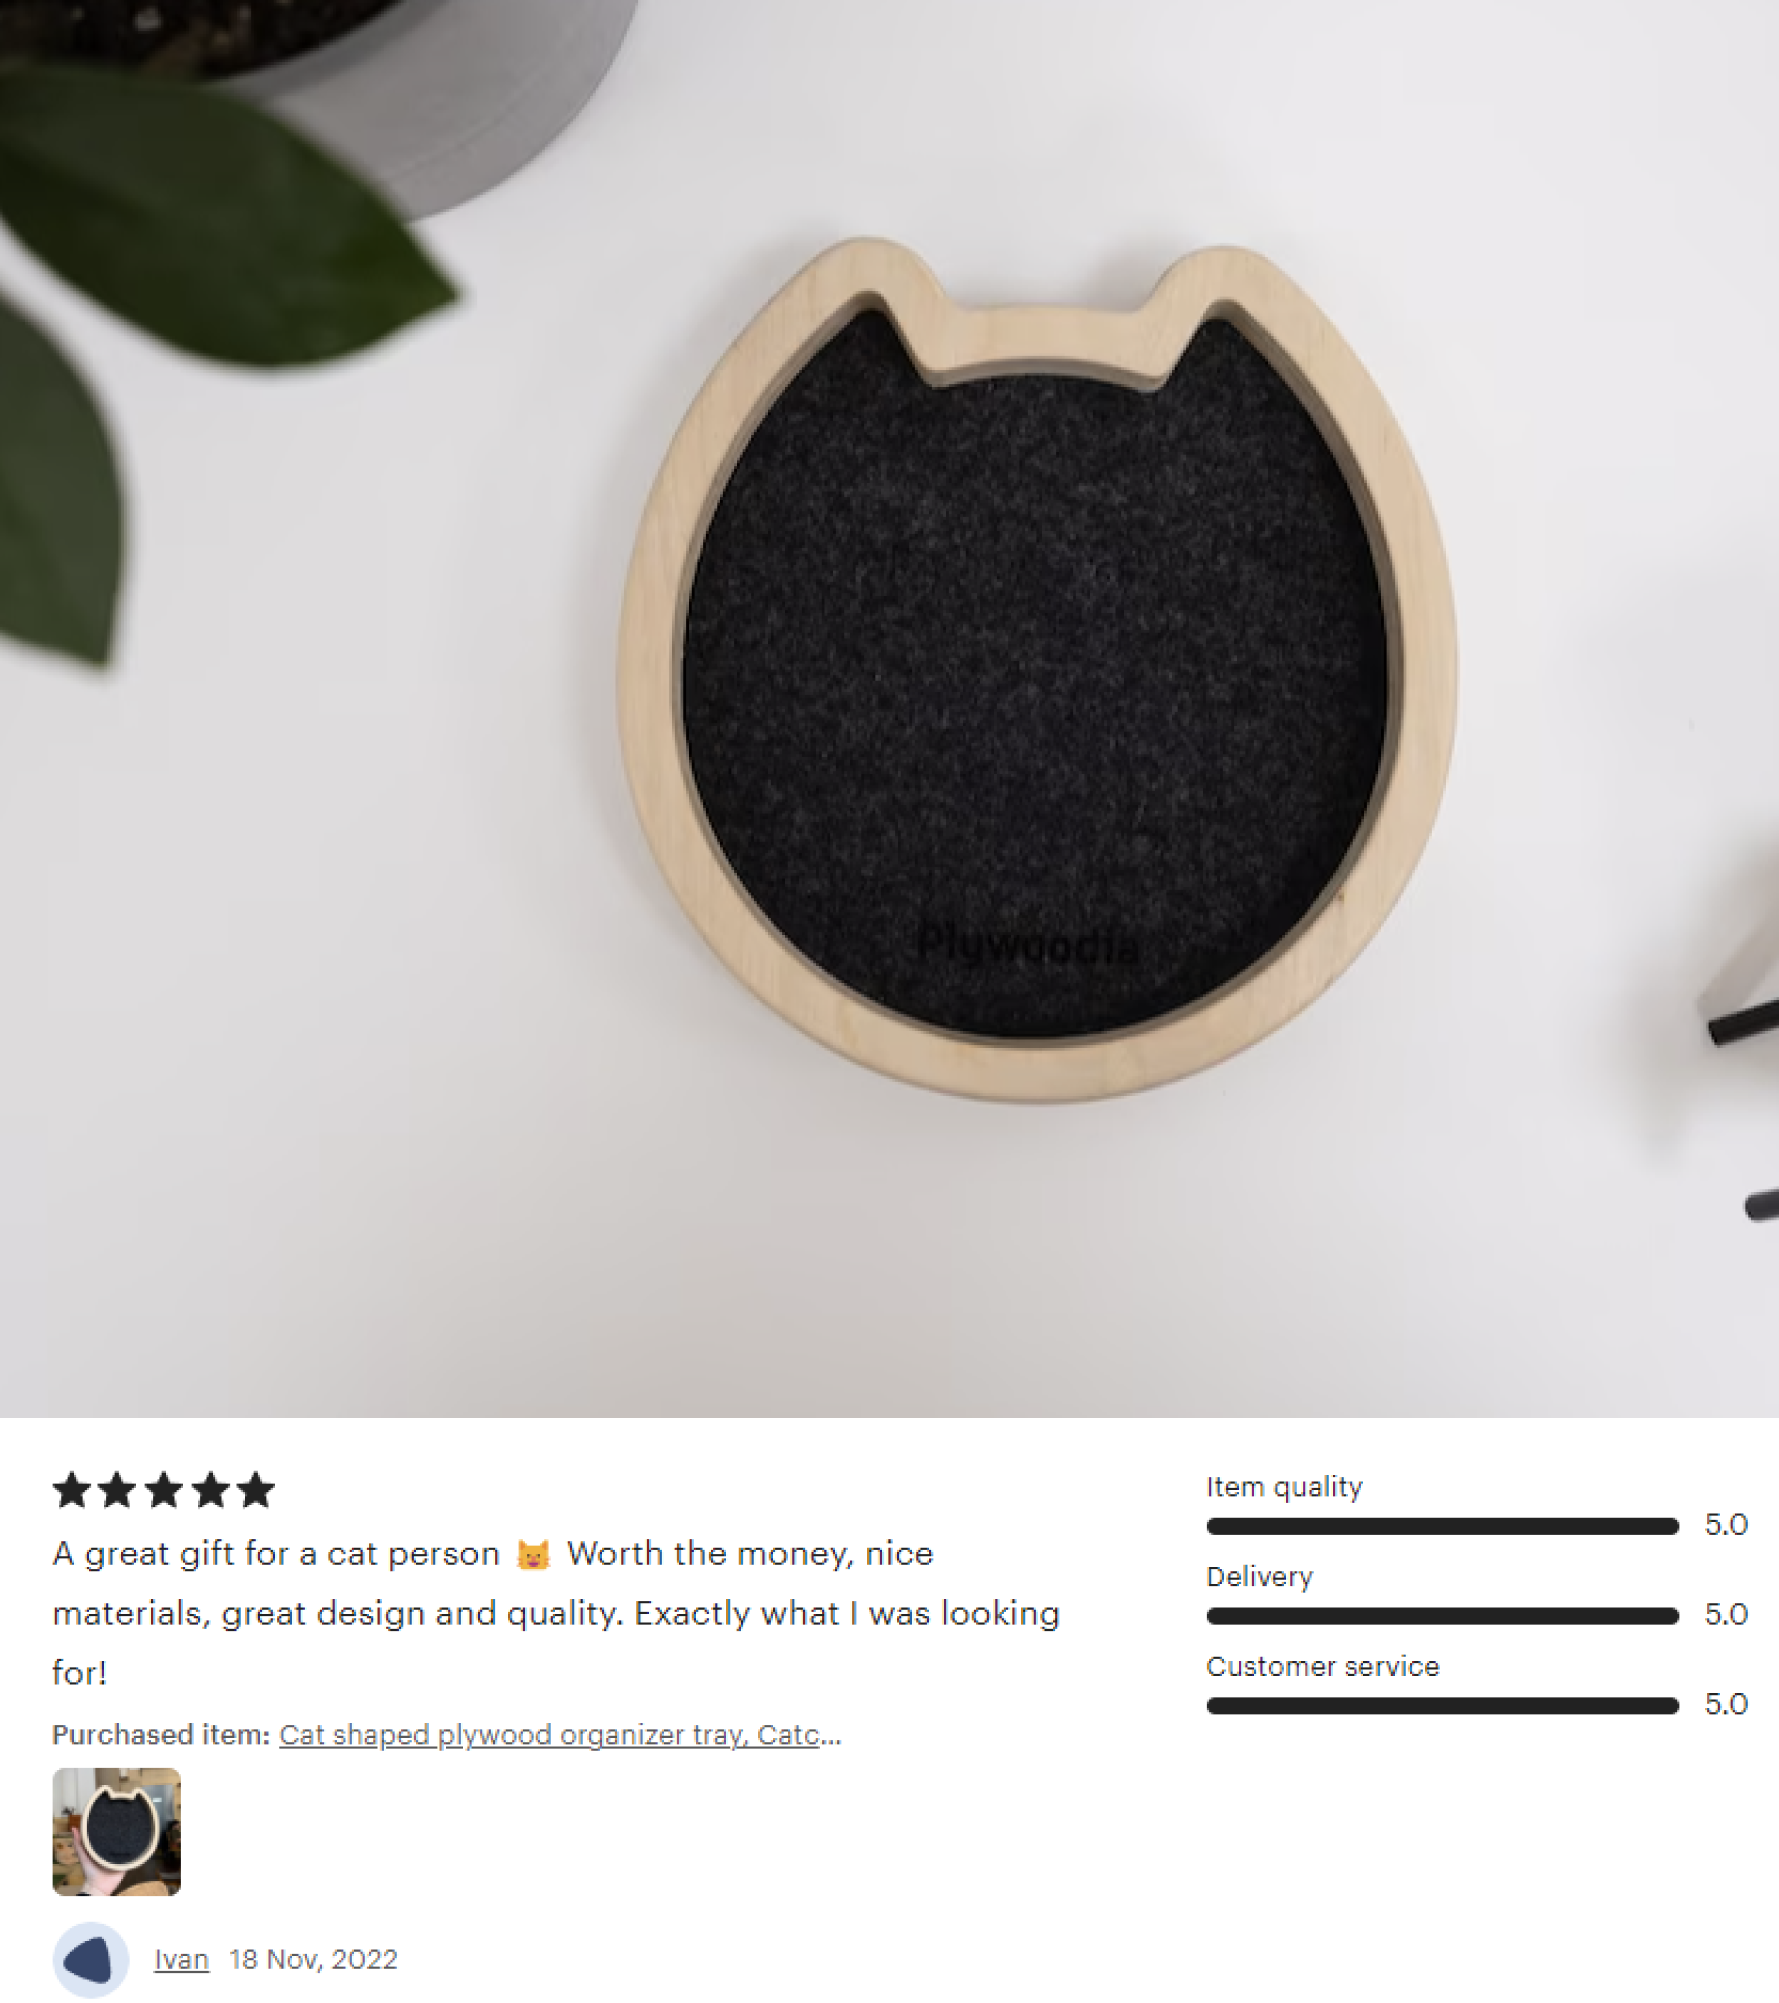 Plywoodia
★★★★★
A great gift for a cat person 😺 Worth the money, nice
materials, great design and quality. Exactly what I was looking
for!
Purchased item: Cat shaped plywood organizer tray, Catc...
Ivan 18 Nov, 2022
Item quality
5.0
Delivery
5.0
Customer service
5.0